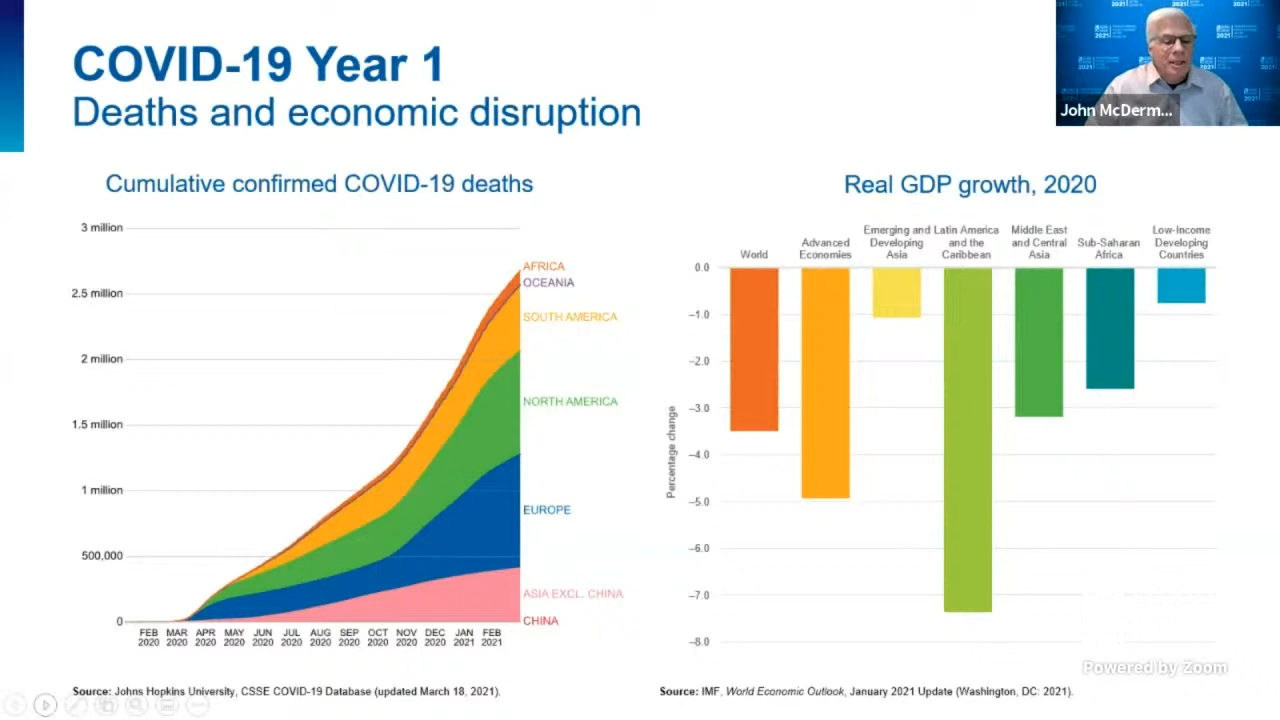 COVID-19 Year 1
Deaths and economic disruption
John McDerm...
Cumulative confirmed COVID-19 deaths
3 million
2.5 million
2 million
1.5 million
1 million
500,000
0
AFRICA
OCEANIA
SOUTH AMERICA
NORTH AMERICA
EUROPE
ASIA EXCL. CHINA
CHINA
FEB 2020
MAR 2020
APR 2020
MAY 2020
JUN 2020
JUL 2020
AUG 2020
SEP 2020
OCT 2020
NOV 2020
DEC 2020
JAN 2021
FEB 2021
Source: Johns Hopkins University, CSSE COVID-19 Database (updated March 18, 2021).
Real GDP growth, 2020
World
Advanced
Economies
Emerging and
Developing
Asia
Latin America
and the
Caribbean
Middle East
and Central
Asia
Sub-Saharan
Africa
Low-Income
Developing
Countries
Percentage change
0.0
–1.0
–2.0
–3.0
–4.0
–5.0
–6.0
–7.0
–8.0
Powered by Zoom
Source: IMF, World Economic Outlook, January 2021 Update (Washington, DC: 2021).